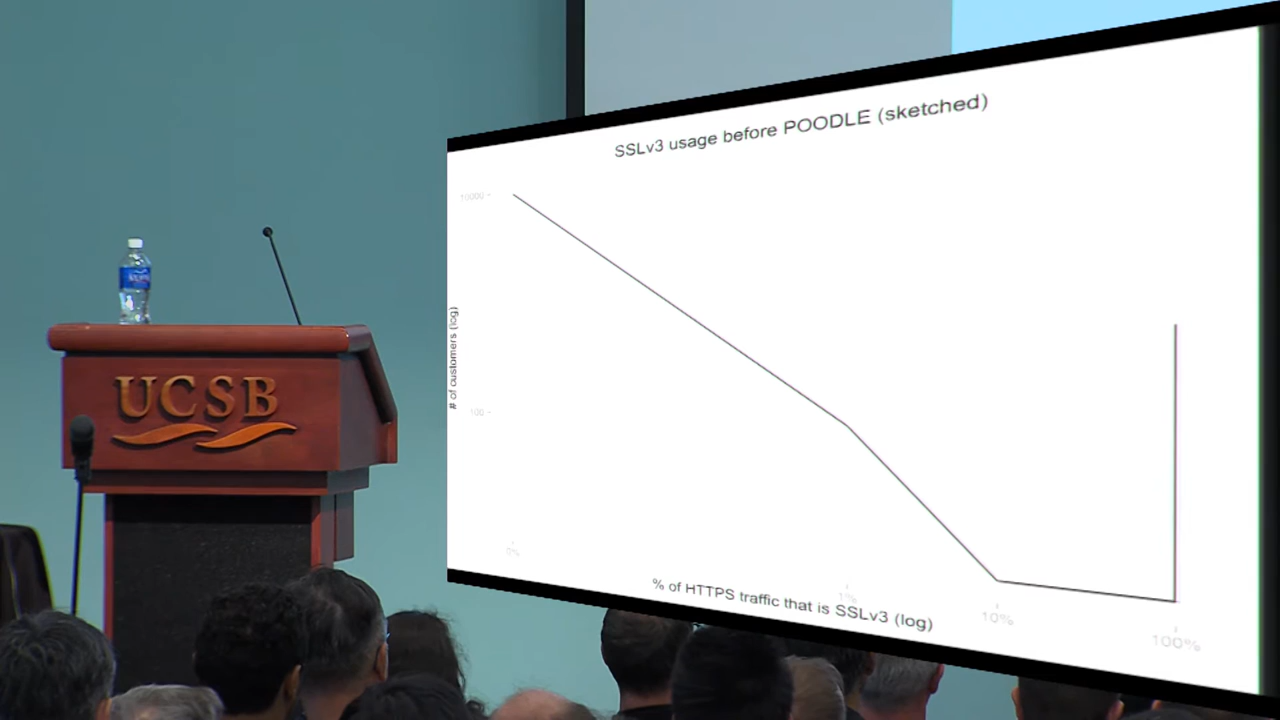 SSLv3 usage before POODLE (sketched)
10000
# of customers (log)
100
0%
1%
10%
100%
% of HTTPS traffic that is SSLv3 (log)
UCSB